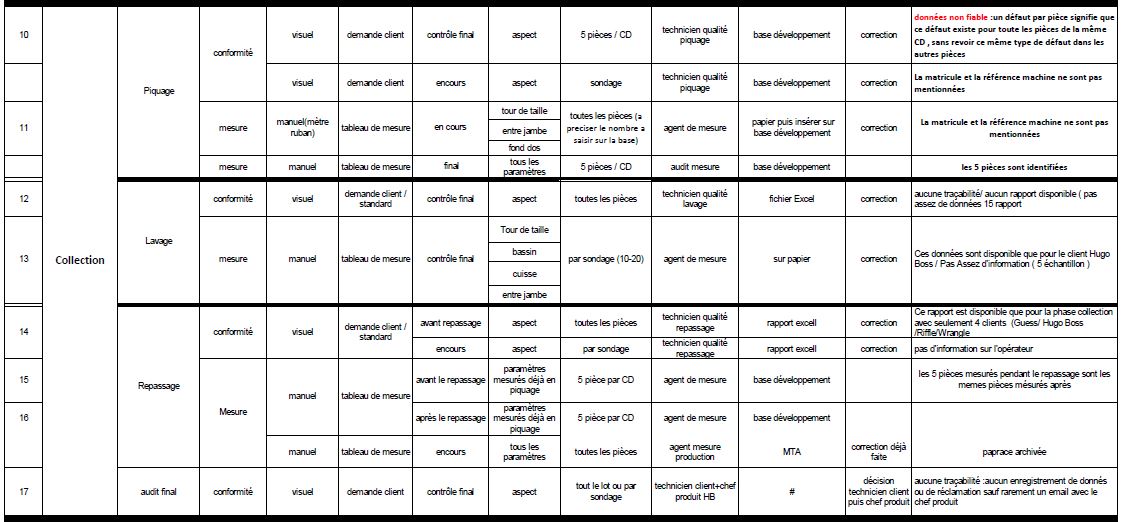 10
Collection
Piquage
conformité
visuel
demande client
contrôle final
aspect
5 pièces / CD
technicien qualité
piquage
base développement
correction
données non fiable :un défaut par pièce signifie que
ce défaut existe pour toute les pièces de la même
CD , sans revoir ce même type de défaut dans les
autres pièces
visuel
demande client
encours
aspect
sondage
technicien qualité
piquage
base développement
correction
La matricule et la référence machine ne sont pas
mentionnées
11
mesure
manuel(mètre
ruban)
tableau de mesure
en cours
tour de taille
entre jambe
fond dos
toutes les pièces (a
preciser le nombre a
saisir sur la base)
agent de mesure
papier puis insérer sur
base développement
correction
La matricule et la référence machine ne sont pas
mentionnées
mesure
manuel
tableau de mesure
final
tous les
paramètres
5 pièces / CD
audit mesure
base développement
les 5 pièces sont identifiées
12
Lavage
conformité
visuel
demande client /
standard
contrôle final
aspect
toutes les pièces
technicien qualité
lavage
fichier Excel
correction
aucune traçabilité/ aucun rapport disponible ( pas
assez de données 15 rapport
13
mesure
manuel
tableau de mesure
contrôle final
Tour de taille
bassin
cuisse
entre jambe
par sondage (10-20)
agent de mesure
sur papier
correction
Ces données sont disponible que pour le client Hugo
Boss / Pas Assez d'information ( 5 échantillon )
14
Repassage
conformité
visuel
demande client /
standard
avant repassage
aspect
toutes les pièces
technicien qualité
repassage
rapport excell
correction
Ce rapport est disponible que pour la phase collection
avec seulement 4 clients (Guess/ Hugo Boss
/Riffle/Wrangle
encours
aspect
par sondage
technicien qualité
repassage
rapport excell
correction
pas d'information sur l'opérateur
15
Mesure
manuel
tableau de mesure
avant le repassage
paramètres
mesurés déjà en
piquage
5 pièce par CD
agent de mesure
base développement
les 5 pièces mesurés pendant le repassage sont les
memes pièces mésurés après
16
après le repassage
paramètres
mesurés déjà en
piquage
5 pièce par CD
agent de mesure
base développement
manuel
tableau de mesure
encours
tous les
paramètres
toutes les pièces
agent mesure
production
MTA
correction déjà
faite
paprace archivée
17
audit final
conformité
visuel
demande client
contrôle final
aspect
tout le lot ou par
sondage
technicien client+chef
produit HB
#
décision
technicien client
puis chef produit
aucune traçabilité :aucun enregistrement de donnés
ou de réclamation sauf rarement un email avec le
chef produit